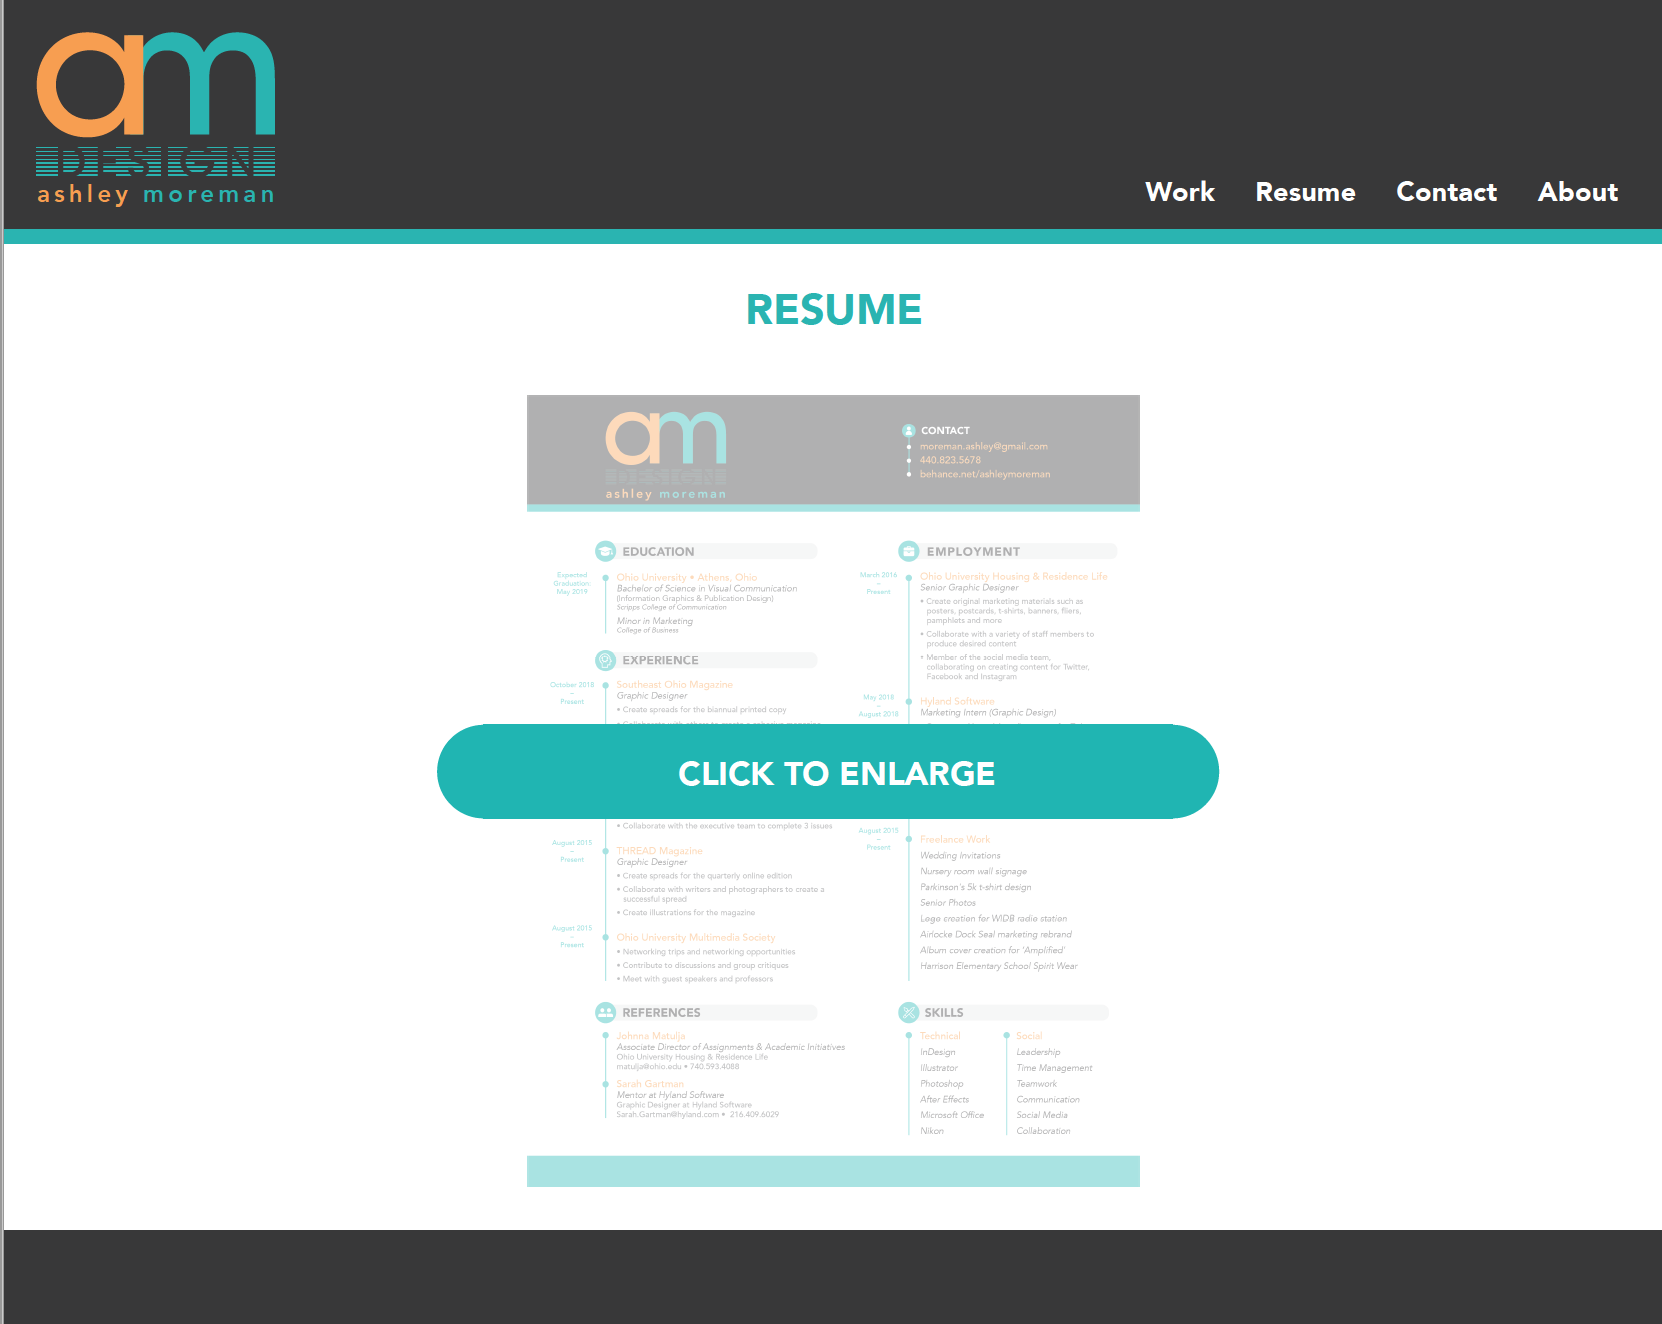 am
DESIGN
ashley moreman
Work Resume Contact About
RESUME
am
DESIGN
ashley moreman
CONTACT
moreman.ashley@gmail.com
440.823.5678
behance.net/ashleymoreman
EDUCATION
Expected
Graduation
May 2019
Ohio University • Athens, Ohio
Bachelor of Science in Visual Communication
(Information Graphics & Publication Design)
Scripps College of Communication
Minor in Marketing
College of Business
EXPERIENCE
October 2018
–
Present
Southeast Ohio Magazine
Graphic Designer
• Create spreads for the biannual printed copy
EMPLOYMENT
March 2016
–
Present
Ohio University Housing & Residence Life
Senior Graphic Designer
• Create original marketing materials such as
posters, postcards, t-shirts, banners, fliers,
pamphlets and more
• Collaborate with a variety of staff members to
produce desired content
• Member of the social media team,
collaborating on creating content for Twitter,
Facebook and Instagram
May 2018
–
August 2018
Hyland Software
Marketing Intern (Graphic Design)
CLICK TO ENLARGE
• Collaborate with the executive team to complete 3 issues
August 2015
–
Present
THREAD Magazine
Graphic Designer
• Create spreads for the quarterly online edition
• Collaborate with writers and photographers to create a
successful spread
• Create illustrations for the magazine
August 2015
–
Present
Ohio University Multimedia Society
• Networking trips and networking opportunities
• Contribute to discussions and group critiques
• Meet with guest speakers and professors
August 2015
–
Present
Freelance Work
Wedding Invitations
Nursery room wall signage
Parkinson's 5k t-shirt design
Senior Photos
Logo creation for WIDB radio station
Airlocke Dock Seal marketing rebrand
Album cover creation for 'Amplified'
Harrison Elementary School Spirit Wear
REFERENCES
Johnna Matulja
Associate Director of Assignments & Academic Initiatives
Ohio University Housing & Residence Life
matulja@ohio.edu • 740.593.4088
Sarah Gartman
Mentor at Hyland Software
Graphic Designer at Hyland Software
Sarah.Gartman@hyland.com • 216.409.6029
SKILLS
Technical
InDesign
Illustrator
Photoshop
After Effects
Microsoft Office
Nikon
Social
Leadership
Time Management
Teamwork
Communication
Social Media
Collaboration